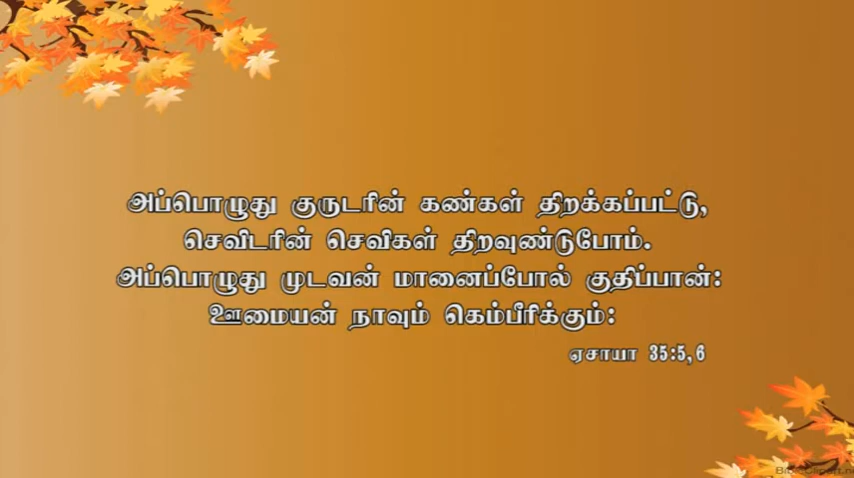 அப்பொழுது குருடரின் கண்கள் திறக்கப்பட்டு,
செவிடரின் செவிகள் திறவுண்டுபோம்.
அப்பொழுது முடவன் மானைப்போல் குதிப்பான்:
ஊமையன் நாவும் கெம்பீரிக்கும்:
ஏசாயா 35:5,6